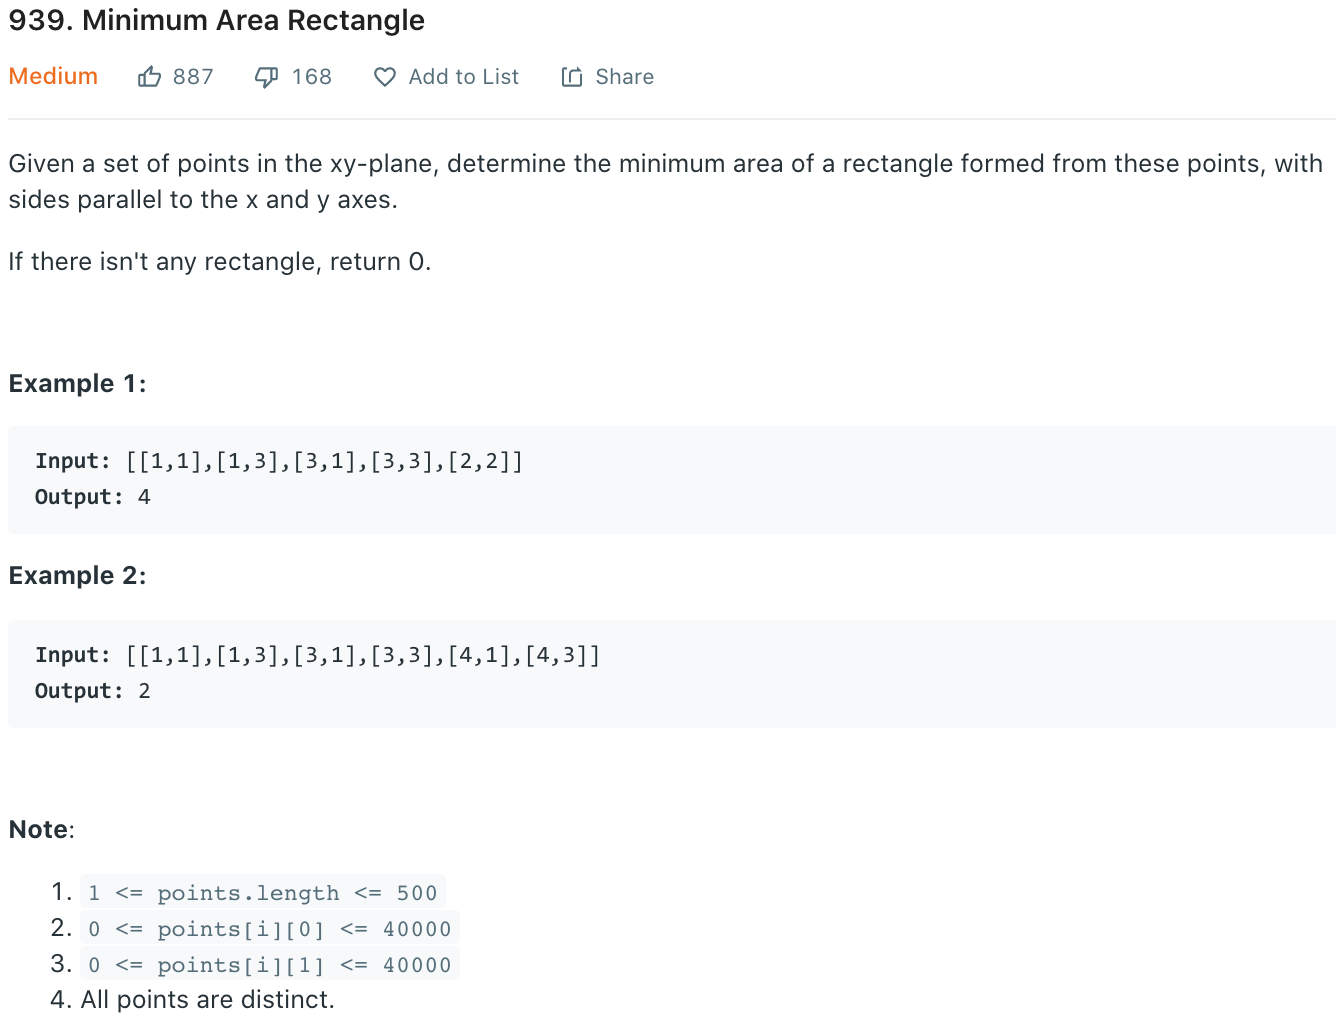 939. Minimum Area Rectangle
Medium 887 168 Add to List Share
Given a set of points in the xy-plane, determine the minimum area of a rectangle formed from these points, with
sides parallel to the x and y axes.
If there isn't any rectangle, return 0.
Example 1:
Input: [[1,1],[1,3],[3,1],[3,3],[2,2]]
Output: 4
Example 2:
Input: [[1,1],[1,3],[3,1],[3,3],[4,1],[4,3]]
Output: 2
Note:
1. 1 <= points.length <= 500
2. 0 <= points[i][0] <= 40000
3. 0 <= points[i][1] <= 40000
4. All points are distinct.